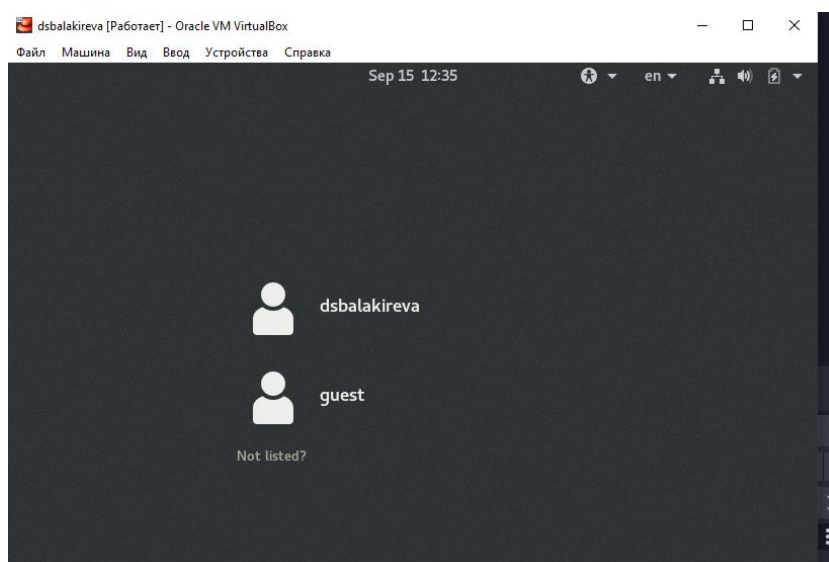 dsbalakireva [Работает] - Oracle VM VirtualBox
Файл Машина Вид Ввод Устройства Справка
Sep 15 12:35 en
dsbalakireva
guest
Not listed?